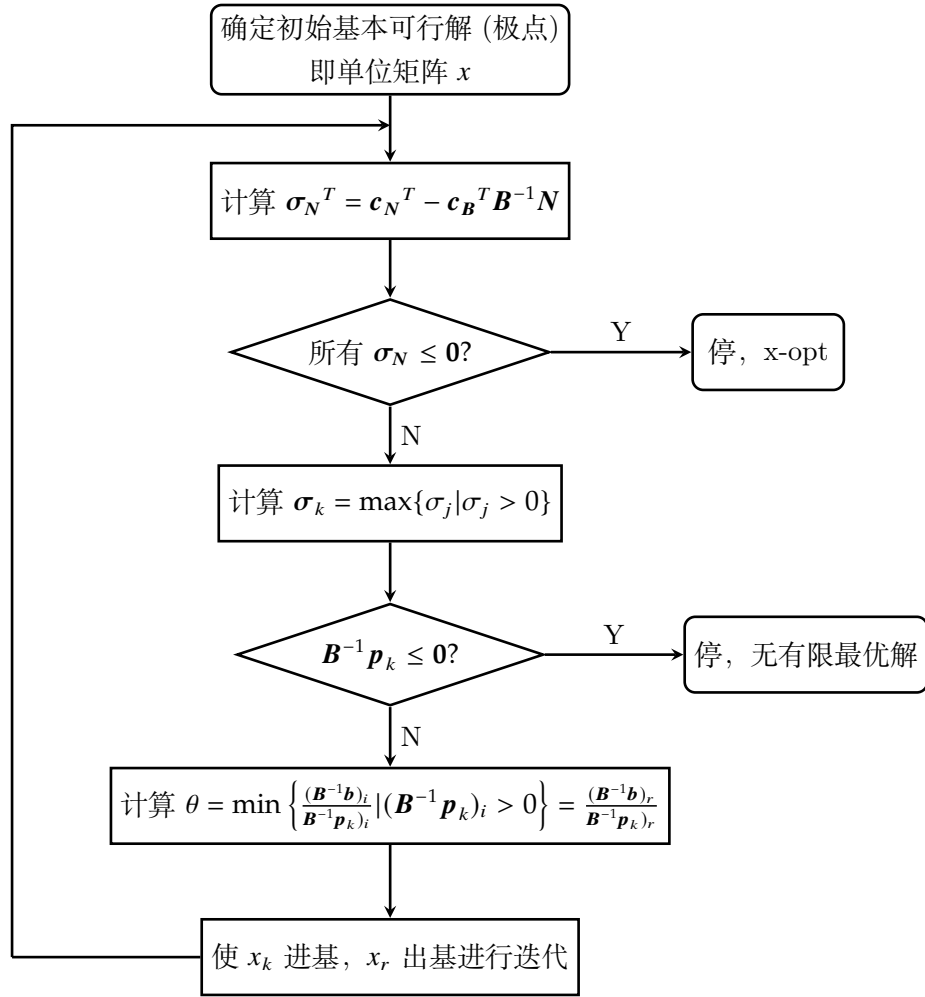 确定初始基本可行解 (极点)
即单位矩阵 x
计算 σ_N^T = c_N^T − c_B^T B^{−1} N
所有 σ_N ≤ 0?
Y
停，x-opt
N
计算 σ_k = max{σ_j|σ_j > 0}
B^{−1} p_k ≤ 0?
Y
停，无有限最优解
N
计算 θ = min {(B^{−1}b)_i / B^{−1}p_k)_i |(B^{−1}p_k)_i > 0} = (B^{−1}b)_r / B^{−1}p_k)_r
使 x_k 进基，x_r 出基进行迭代